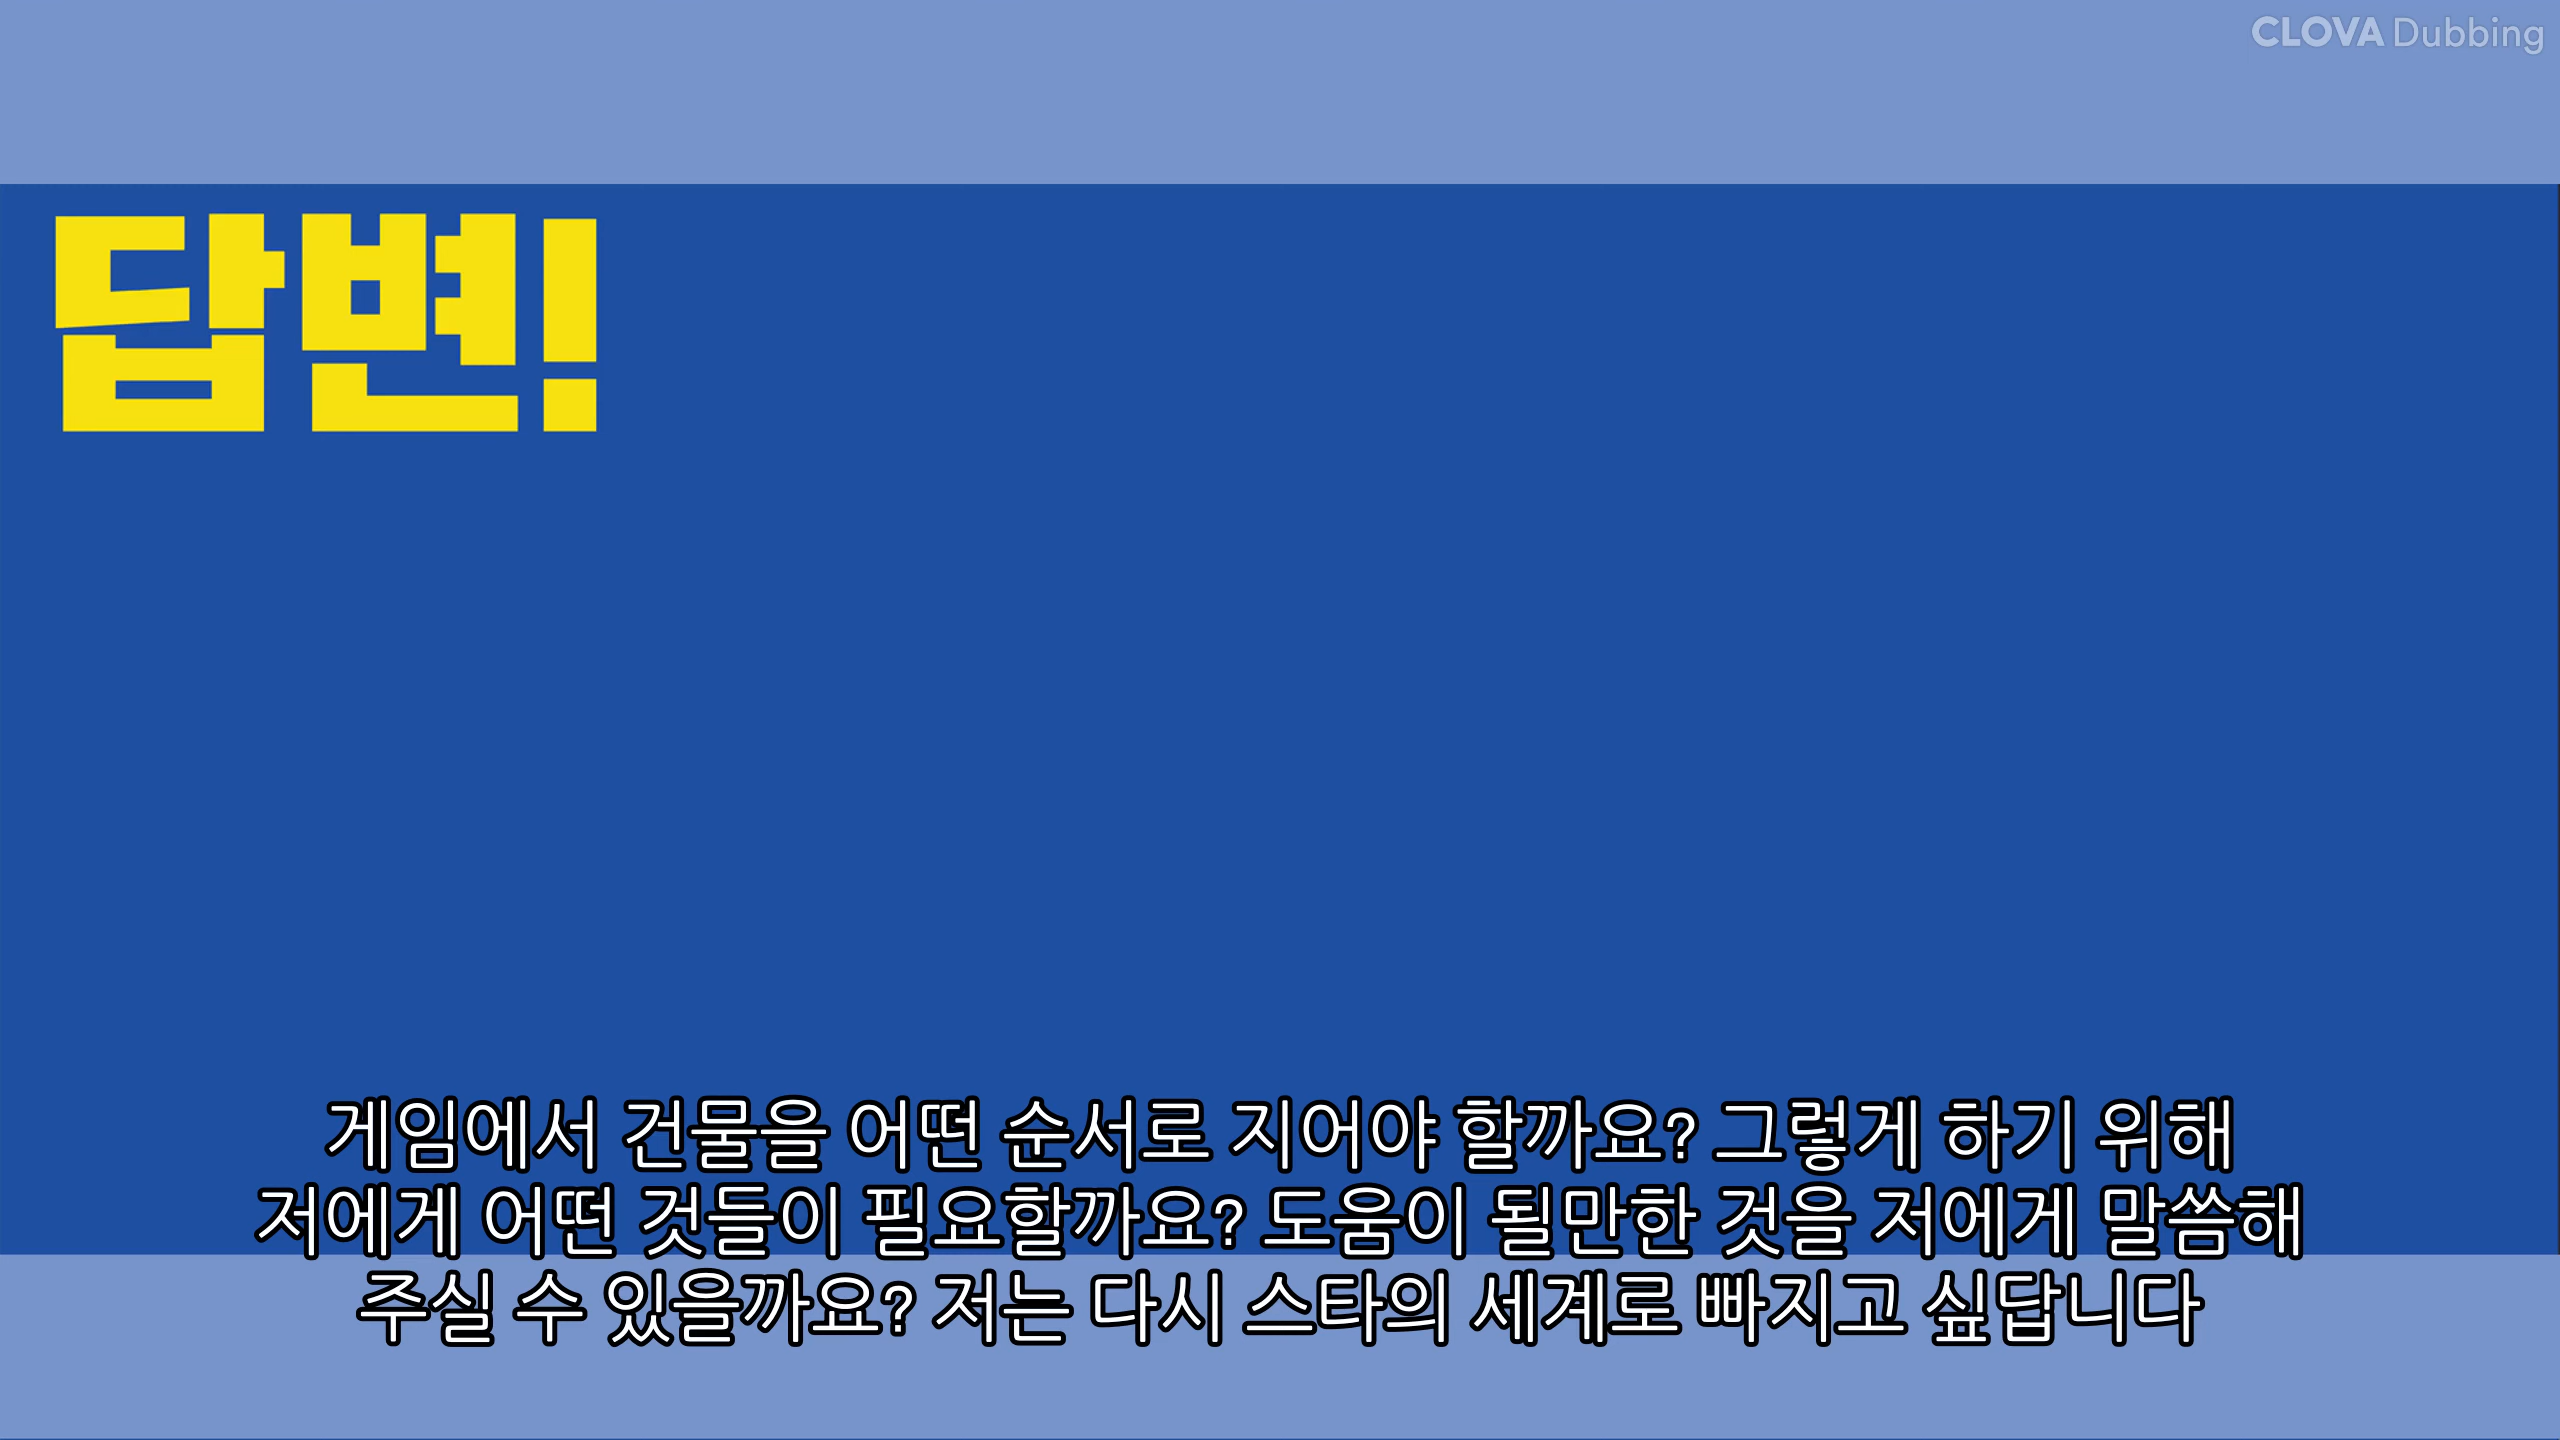 CLOVA Dubbing
답변!
게임에서 건물을 어떤 순서로 지어야 할까요? 그렇게 하기 위해
저에게 어떤 것들이 필요할까요? 도움이 될만한 것을 저에게 말씀해
주실 수 있을까요? 저는 다시 스타의 세계로 빠지고 싶답니다